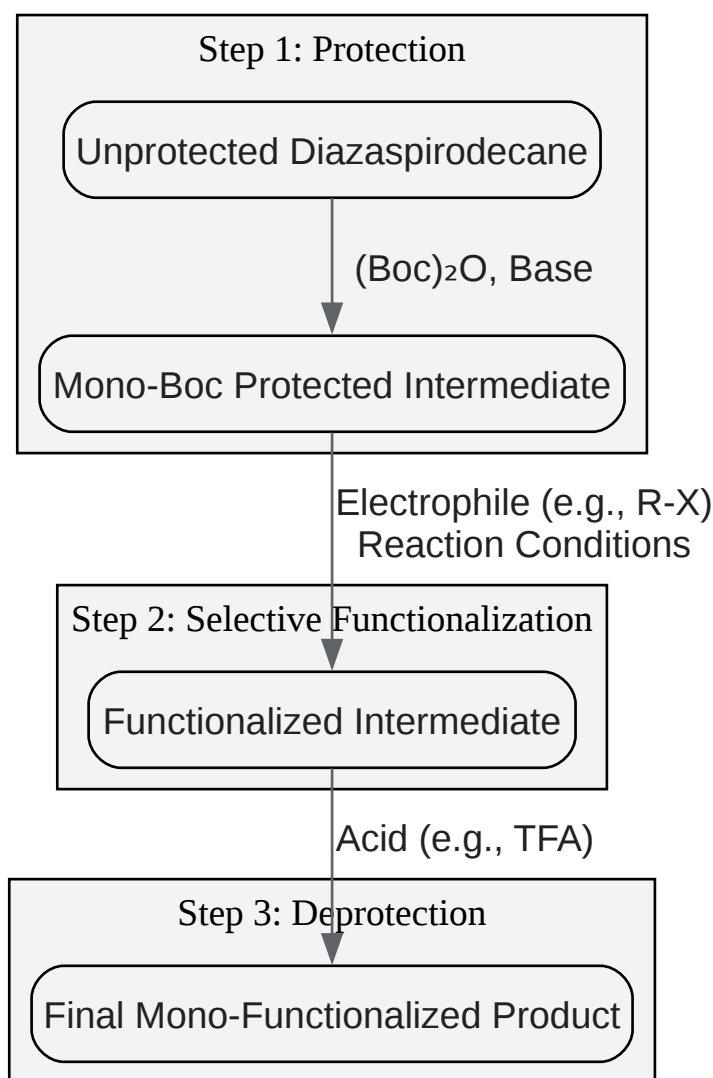 Step 1: Protection
Unprotected Diazaspirodecane
(Boc)₂O, Base
Mono-Boc Protected Intermediate
Electrophile (e.g., R-X)
Reaction Conditions
Step 2: Selective Functionalization
Functionalized Intermediate
Acid (e.g., TFA)
Step 3: Deprotection
Final Mono-Functionalized Product